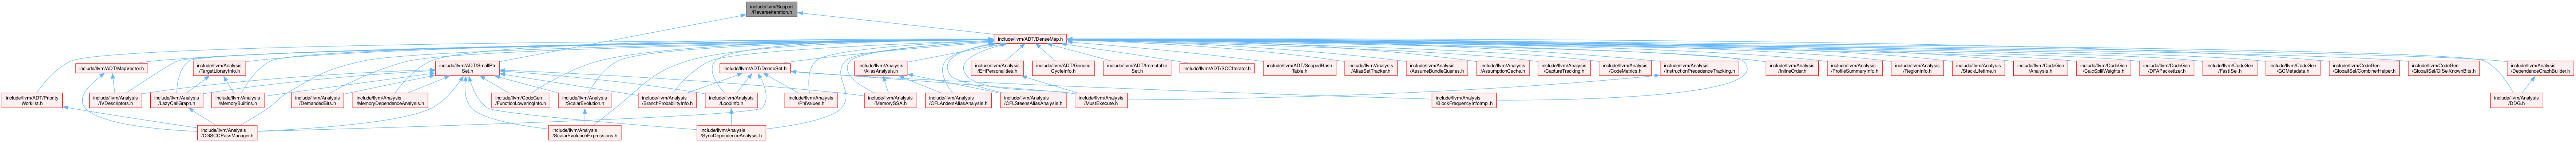 include/llvm/Support
/ReverseIteration.h
include/llvm/ADT/DenseMap.h
include/llvm/ADT/MapVector.h
include/llvm/Analysis
/TargetLibraryInfo.h
include/llvm/ADT/SmallPtr
Set.h
include/llvm/ADT/DenseSet.h
include/llvm/Analysis
/AliasAnalysis.h
include/llvm/Analysis
/EHPersonalities.h
include/llvm/ADT/Generic
CycleInfo.h
include/llvm/ADT/Immutable
Set.h
include/llvm/ADT/SCCIterator.h
include/llvm/ADT/ScopedHash
Table.h
include/llvm/Analysis
/AliasSetTracker.h
include/llvm/Analysis
/AssumeBundleQueries.h
include/llvm/Analysis
/AssumptionCache.h
include/llvm/Analysis
/CaptureTracking.h
include/llvm/Analysis
/CodeMetrics.h
include/llvm/Analysis
/InstructionPrecedenceTracking.h
include/llvm/Analysis
/InlineOrder.h
include/llvm/Analysis
/ProfileSummaryInfo.h
include/llvm/Analysis
/RegionInfo.h
include/llvm/Analysis
/StackLifetime.h
include/llvm/CodeGen
/Analysis.h
include/llvm/CodeGen
/CalcSpillWeights.h
include/llvm/CodeGen
/DFAPacketizer.h
include/llvm/CodeGen
/FastISel.h
include/llvm/CodeGen
/GCMetadata.h
include/llvm/CodeGen
/GlobalISel/CombinerHelper.h
include/llvm/CodeGen
/GlobalISel/GISelKnownBits.h
include/llvm/Analysis
/DependenceGraphBuilder.h
include/llvm/ADT/Priority
Worklist.h
include/llvm/Analysis
/IVDescriptors.h
include/llvm/Analysis
/LazyCallGraph.h
include/llvm/Analysis
/MemoryBuiltins.h
include/llvm/Analysis
/DemandedBits.h
include/llvm/Analysis
/MemoryDependenceAnalysis.h
include/llvm/CodeGen
/FunctionLoweringInfo.h
include/llvm/Analysis
/ScalarEvolution.h
include/llvm/Analysis
/BranchProbabilityInfo.h
include/llvm/Analysis
/LoopInfo.h
include/llvm/Analysis
/PhiValues.h
include/llvm/Analysis
/MemorySSA.h
include/llvm/Analysis
/CFLAndersAliasAnalysis.h
include/llvm/Analysis
/CFLSteensAliasAnalysis.h
include/llvm/Analysis
/MustExecute.h
include/llvm/Analysis
/BlockFrequencyInfoImpl.h
include/llvm/Analysis
/DDG.h
include/llvm/Analysis
/CGSCCPassManager.h
include/llvm/Analysis
/ScalarEvolutionExpressions.h
include/llvm/Analysis
/SyncDependenceAnalysis.h